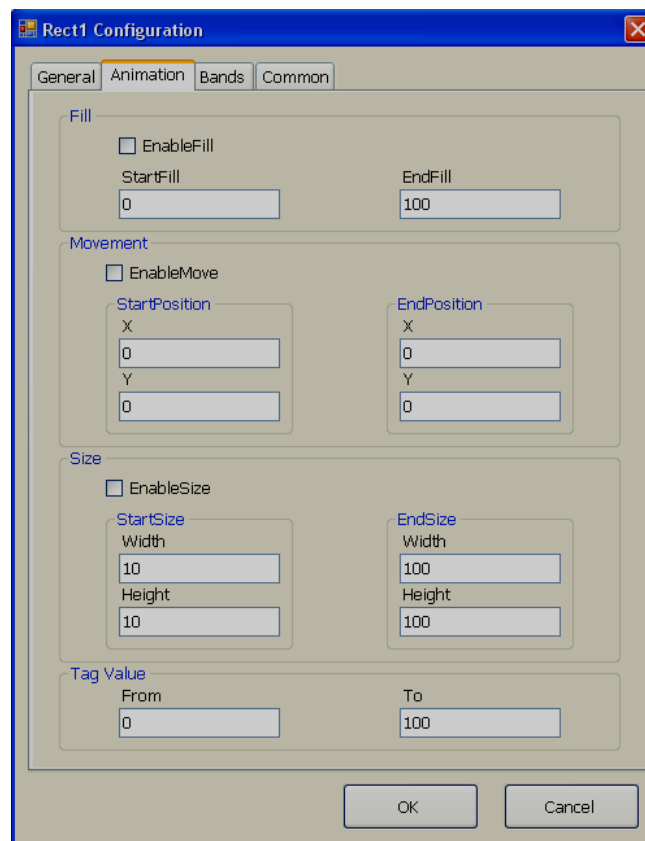 Rect1 Configuration
General Animation Bands Common
Fill
EnableFill
StartFill EndFill
0 100
Movement
EnableMove
StartPosition EndPosition
X X
0 0
Y Y
0 0
Size
EnableSize
StartSize EndSize
Width Width
10 100
Height Height
10 100
Tag Value
From To
0 100
OK Cancel